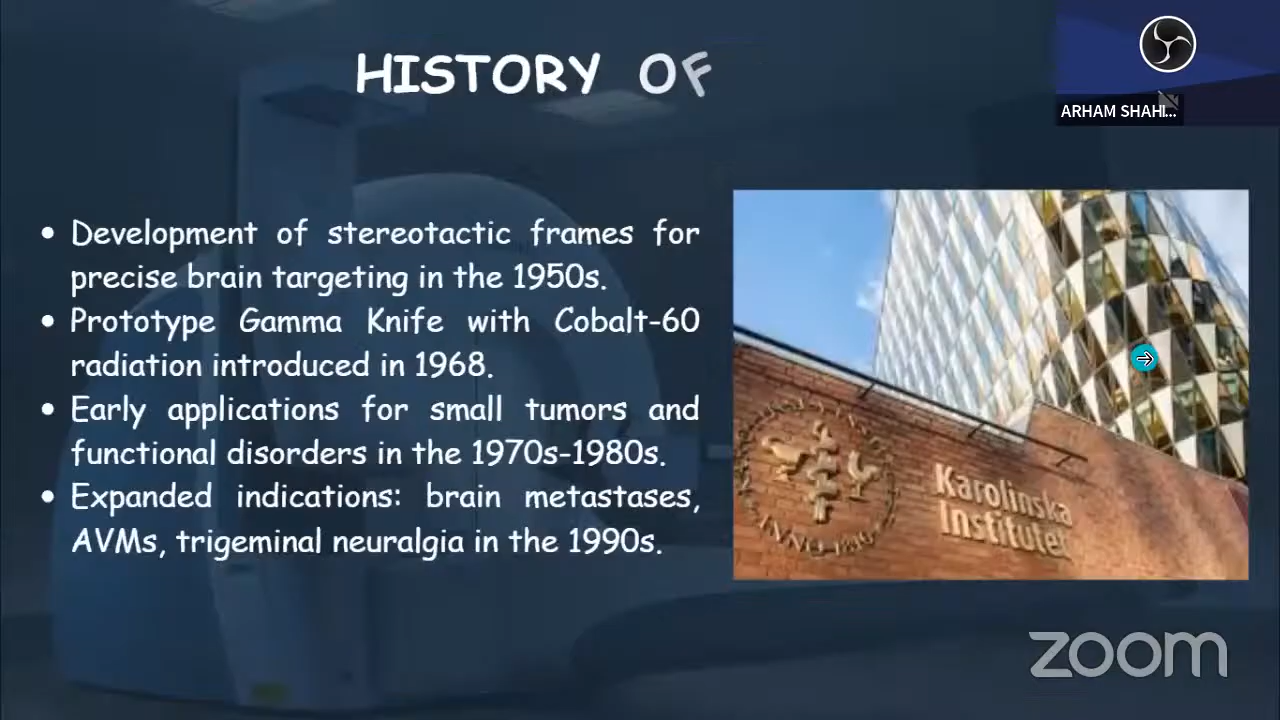 HISTORY OF
ARHAM SHAHI...
• Development of stereotactic frames for
precise brain targeting in the 1950s.
• Prototype Gamma Knife with Cobalt-60
radiation introduced in 1968.
• Early applications for small tumors and
functional disorders in the 1970s-1980s.
• Expanded indications: brain metastases,
AVMs, trigeminal neuralgia in the 1990s.
Karolinska
Institutet
zoom